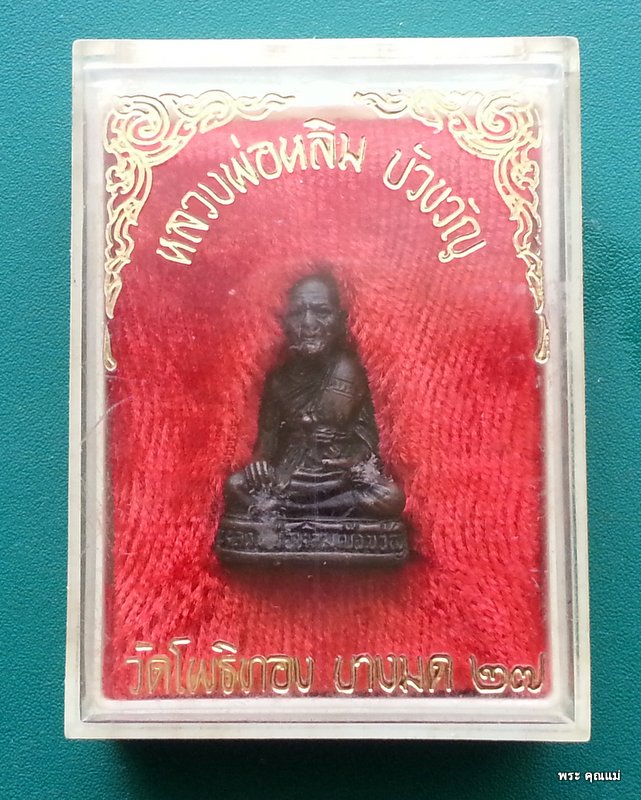 หลวงพ่อหลิม บัวขวัญ
วัดโพธิทอง บางมด ๒๗
พระ คุณแม่